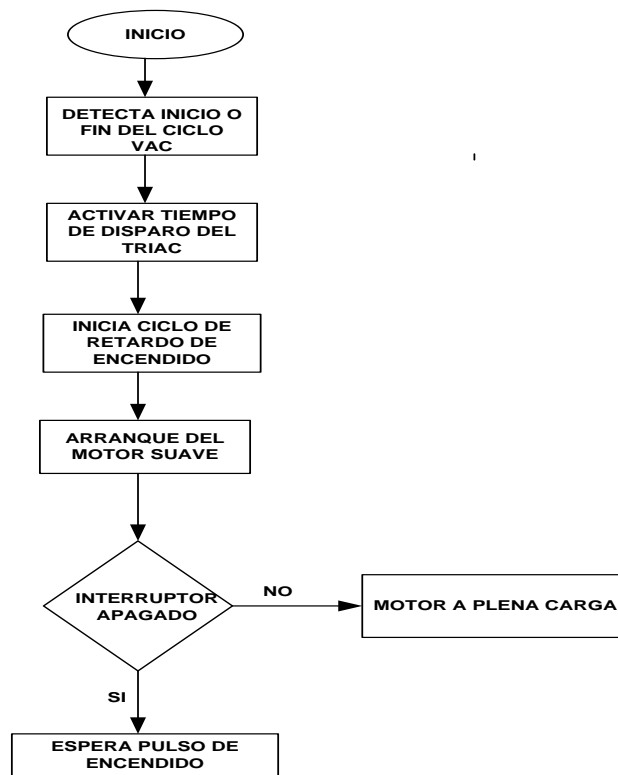 INICIO
DETECTA INICIO O
FIN DEL CICLO
VAC
ACTIVAR TIEMPO
DE DISPARO DEL
TRIAC
INICIA CICLO DE
RETARDO DE
ENCENDIDO
ARRANQUE DEL
MOTOR SUAVE
INTERRUPTOR
APAGADO
NO
MOTOR A PLENA CARGA
SI
ESPERA PULSO DE
ENCENDIDO